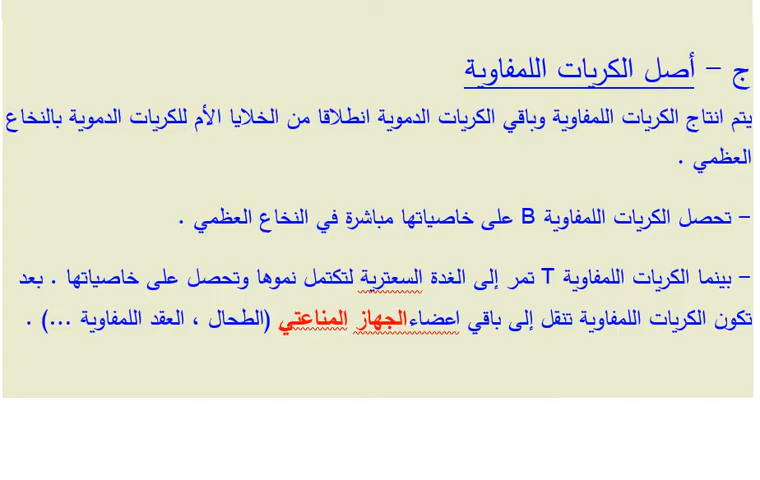 ج – أصل الكريات اللمفاوية
يتم انتاج الكريات اللمفاوية وباقي الكريات الدموية انطلاقا من الخلايا الأم للكريات الدموية بالنخاع
العظمي .
– تحصل الكريات اللمفاوية B على خاصياتها مباشرة في النخاع العظمي .
– بينما الكريات اللمفاوية T تمر إلى الغدة السعترية لتكتمل نموها وتحصل على خاصياتها . بعد
تكون الكريات اللمفاوية تنقل إلى باقي اعضاءالجهاز المناعتي (الطحال ، العقد اللمفاوية ...) .